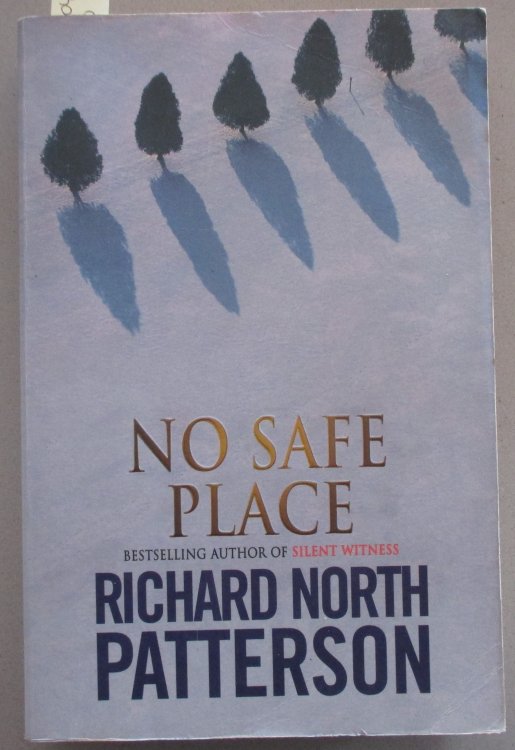 NO SAFE
PLACE
BESTSELLING AUTHOR OF SILENT WITNESS
RICHARD NORTH
PATTERSON